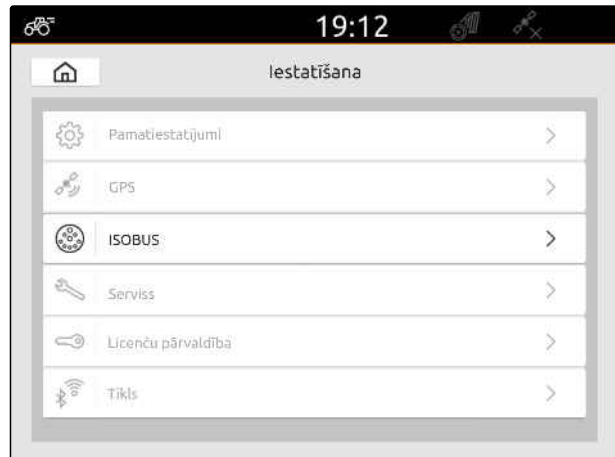 19:12
Iestatīšana
Pamatiestatījumi
GPS
ISOBUS
Serviss
Licenču pārvaldība
Tīkls